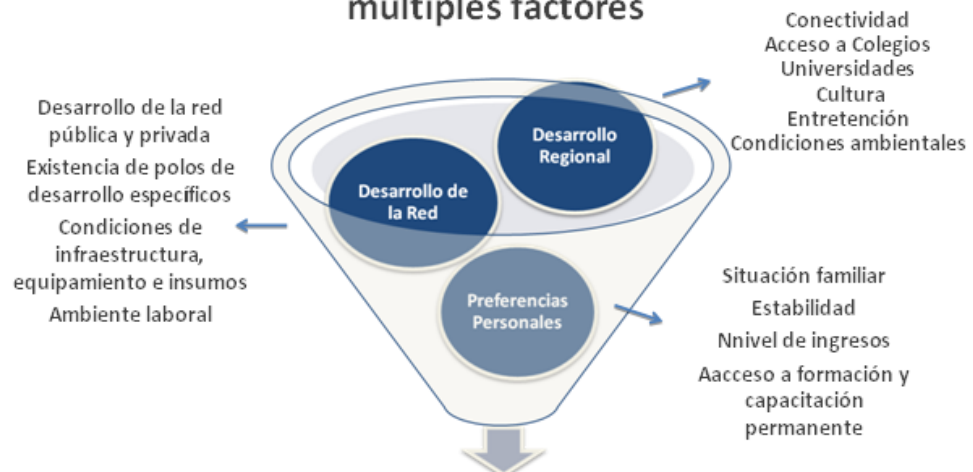 múltiples factores
Conectividad
Acceso a Colegios
Universidades
Cultura
Entretención
Condiciones ambientales
Desarrollo de la red
pública y privada
Existencia de polos de
desarrollo específicos
Condiciones de
infraestructura,
equipamiento e insumos
Ambiente laboral
Desarrollo
Regional
Desarrollo de
la Red
Preferencias
Personales
Situación familiar
Estabilidad
Nnivel de ingresos
Aacceso a formación y
capacitación
permanente